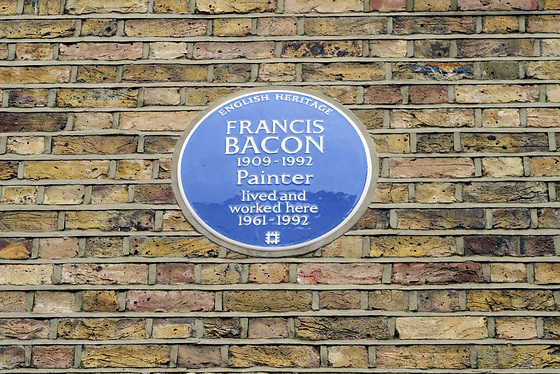 ENGLISH HERITAGE
FRANCIS
BACON
1909-1992
Painter
lived and
worked here
1961-1992